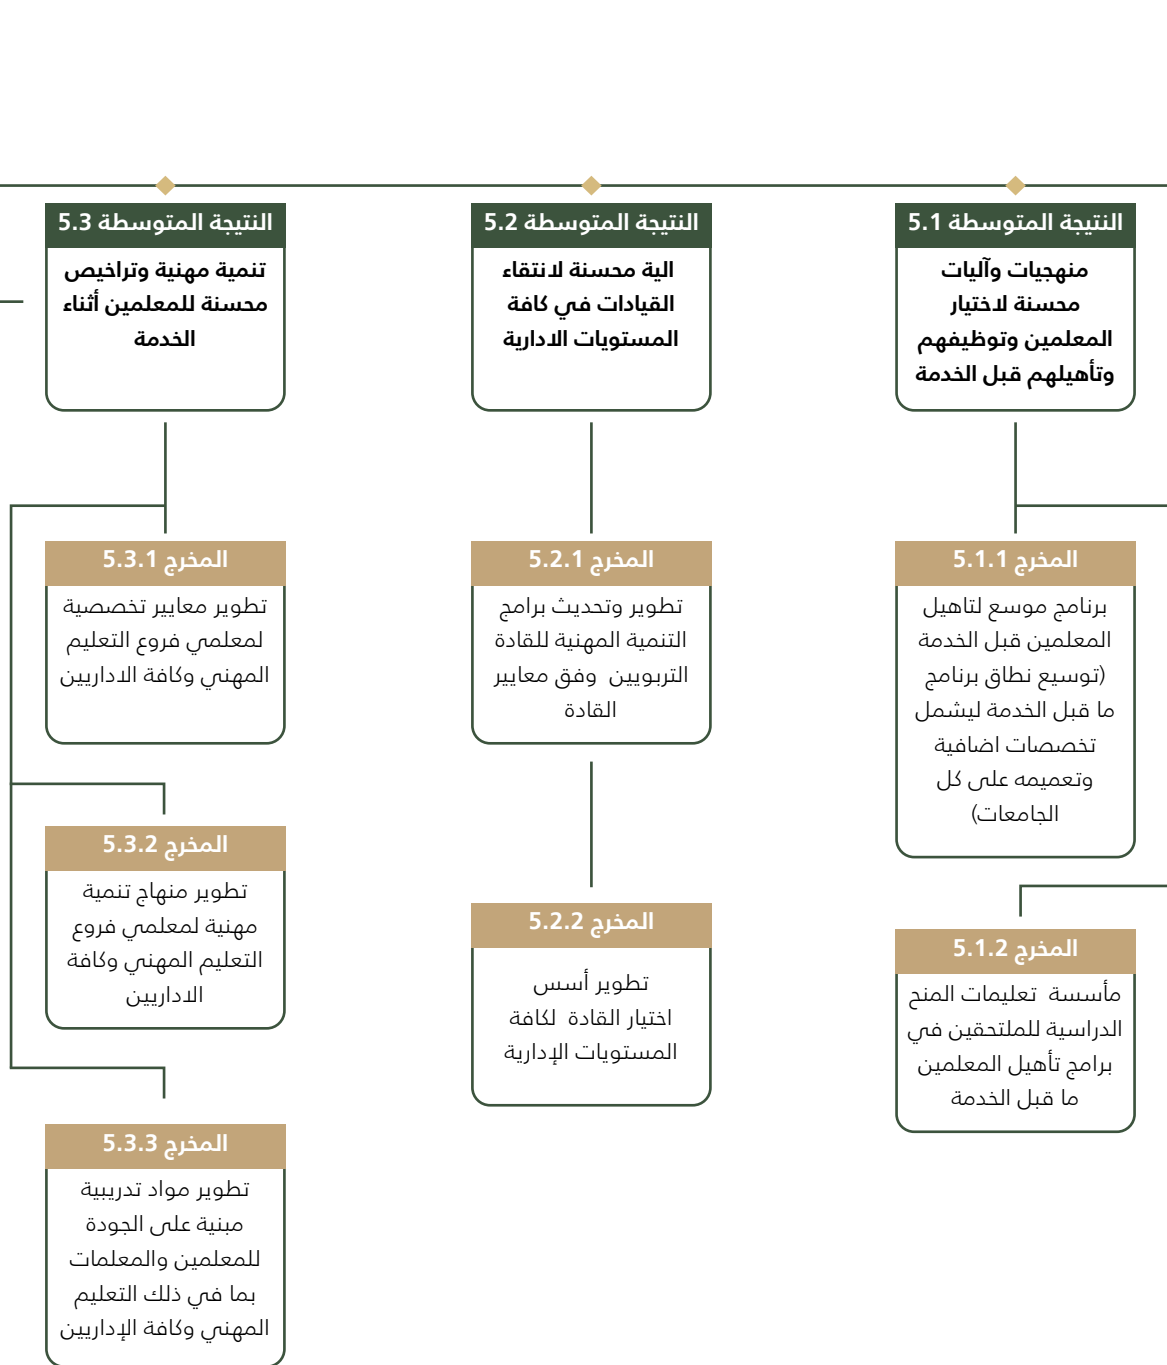 النتيجة المتوسطة 5.1
منهجيات وآليات
محسنة لاختيار
المعلمين وتوظيفهم
وتأهيلهم قبل الخدمة
المخرج 5.1.1
برنامج موسع لتاهيل
المعلمين قبل الخدمة
(توسيع نطاق برنامج
ما قبل الخدمة ليشمل
تخصصات اضافية
وتعميمه على كل
الجامعات)
المخرج 5.1.2
مأسسة تعليمات المنح
الدراسية للملتحقين في
برامج تأهيل المعلمين
ما قبل الخدمة
النتيجة المتوسطة 5.2
الية محسنة لانتقاء
القيادات في كافة
المستويات الادارية
المخرج 5.2.1
تطوير وتحديث برامج
التنمية المهنية للقادة
التربويين وفق معايير
القادة
المخرج 5.2.2
تطوير أسس
اختيار القادة لكافة
المستويات الإدارية
النتيجة المتوسطة 5.3
تنمية مهنية وتراخيص
محسنة للمعلمين أثناء
الخدمة
المخرج 5.3.1
تطوير معايير تخصصية
لمعلمي فروع التعليم
المهني وكافة الاداريين
المخرج 5.3.2
تطوير منهاج تنمية
مهنية لمعلمي فروع
التعليم المهني وكافة
الاداريين
المخرج 5.3.3
تطوير مواد تدريبية
مبنية على الجودة
للمعلمين والمعلمات
بما في ذلك التعليم
المهني وكافة الإداريين